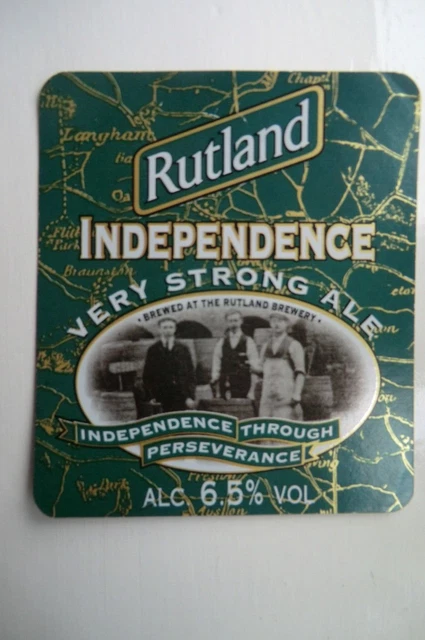 Langham
Rutland
INDEPENDENCE
Braunston
VERY STRONG ALE
• BREWED AT THE RUTLAND BREWERY •
INDEPENDENCE THROUGH
PERSEVERANCE
ALC 6.5% VOL